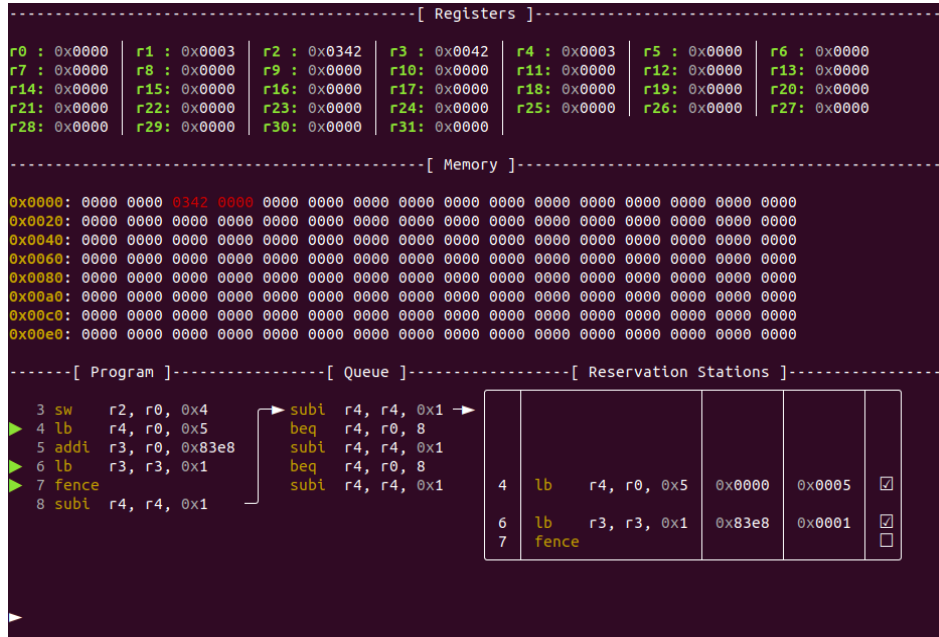 [ Registers ]
r0 : 0x0000 r1 : 0x0003 r2 : 0x0342 r3 : 0x0042 r4 : 0x0003 r5 : 0x0000 r6 : 0x0000
r7 : 0x0000 r8 : 0x0000 r9 : 0x0000 r10: 0x0000 r11: 0x0000 r12: 0x0000 r13: 0x0000
r14: 0x0000 r15: 0x0000 r16: 0x0000 r17: 0x0000 r18: 0x0000 r19: 0x0000 r20: 0x0000
r21: 0x0000 r22: 0x0000 r23: 0x0000 r24: 0x0000 r25: 0x0000 r26: 0x0000 r27: 0x0000
r28: 0x0000 r29: 0x0000 r30: 0x0000 r31: 0x0000
[ Memory ]
0x0000: 0000 0000 0342 0000 0000 0000 0000 0000 0000 0000 0000 0000 0000 0000 0000 0000
0x0020: 0000 0000 0000 0000 0000 0000 0000 0000 0000 0000 0000 0000 0000 0000 0000 0000
0x0040: 0000 0000 0000 0000 0000 0000 0000 0000 0000 0000 0000 0000 0000 0000 0000 0000
0x0060: 0000 0000 0000 0000 0000 0000 0000 0000 0000 0000 0000 0000 0000 0000 0000 0000
0x0080: 0000 0000 0000 0000 0000 0000 0000 0000 0000 0000 0000 0000 0000 0000 0000 0000
0x00a0: 0000 0000 0000 0000 0000 0000 0000 0000 0000 0000 0000 0000 0000 0000 0000 0000
0x00c0: 0000 0000 0000 0000 0000 0000 0000 0000 0000 0000 0000 0000 0000 0000 0000 0000
0x00e0: 0000 0000 0000 0000 0000 0000 0000 0000 0000 0000 0000 0000 0000 0000 0000 0000
[ Program ] [ Queue ] [ Reservation Stations ]
3 sw r2, r0, 0x4 subi r4, r4, 0x1
4 lb r4, r0, 0x5 beq r4, r0, 8
5 addi r3, r0, 0x83e8 subi r4, r4, 0x1
6 lb r3, r3, 0x1 beq r4, r0, 8
7 fence subi r4, r4, 0x1 4 lb r4, r0, 0x5 0x0000 0x0005 ☑
8 subi r4, r4, 0x1
6 lb r3, r3, 0x1 0x83e8 0x0001 ☑
7 fence ☐